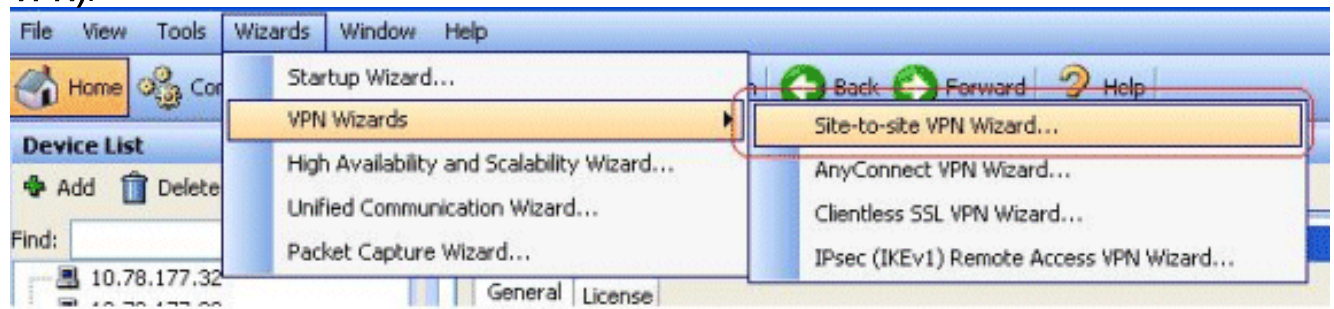 VPN).
File View Tools Wizards Window Help
Home Back Forward Help
Startup Wizard...
VPN Wizards
Site-to-site VPN Wizard...
Device List
High Availability and Scalability Wizard...
AnyConnect VPN Wizard...
Add Delete
Unified Communication Wizard...
Clientless SSL VPN Wizard...
Find:
Packet Capture Wizard...
IPsec (IKEv1) Remote Access VPN Wizard...
10.78.177.32
General License